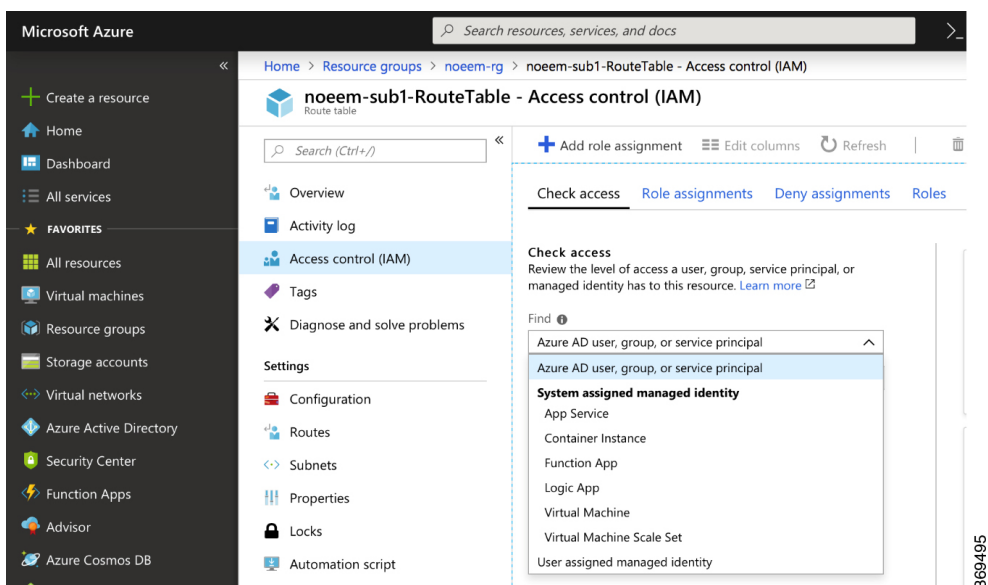 Microsoft Azure
Search resources, services, and docs
>_
«
Create a resource
Home
Dashboard
All services
FAVORITES
All resources
Virtual machines
Resource groups
Storage accounts
Virtual networks
Azure Active Directory
Security Center
Function Apps
Advisor
Azure Cosmos DB
Home > Resource groups > noeem-rg > noeem-sub1-RouteTable - Access control (IAM)
noeem-sub1-RouteTable - Access control (IAM)
Route table
Search (Ctrl+/)
«
Overview
Activity log
Access control (IAM)
Tags
Diagnose and solve problems
Settings
Configuration
Routes
Subnets
Properties
Locks
Automation script
Add role assignment Edit columns Refresh
Check access Role assignments Deny assignments Roles
Check access
Review the level of access a user, group, service principal, or
managed identity has to this resource. Learn more
Find
Azure AD user, group, or service principal
Azure AD user, group, or service principal
System assigned managed identity
App Service
Container Instance
Function App
Logic App
Virtual Machine
Virtual Machine Scale Set
User assigned managed identity
369495